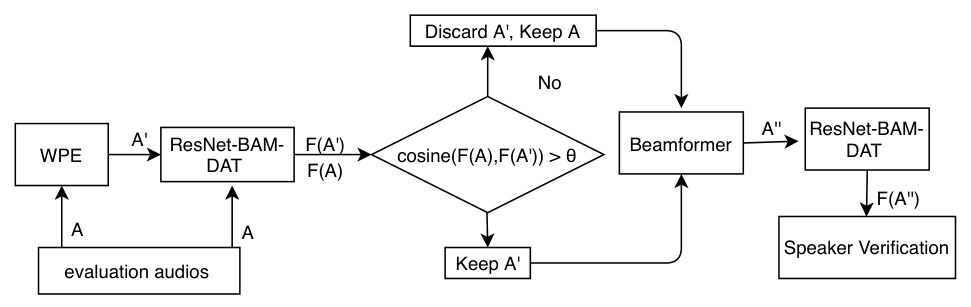 Discard A', Keep A
No
WPE
A'
ResNet-BAM-
DAT
F(A')
F(A)
cosine(F(A),F(A')) > θ
Beamformer
A''
ResNet-BAM-
DAT
F(A'')
A
A
evaluation audios
Keep A'
Speaker Verification